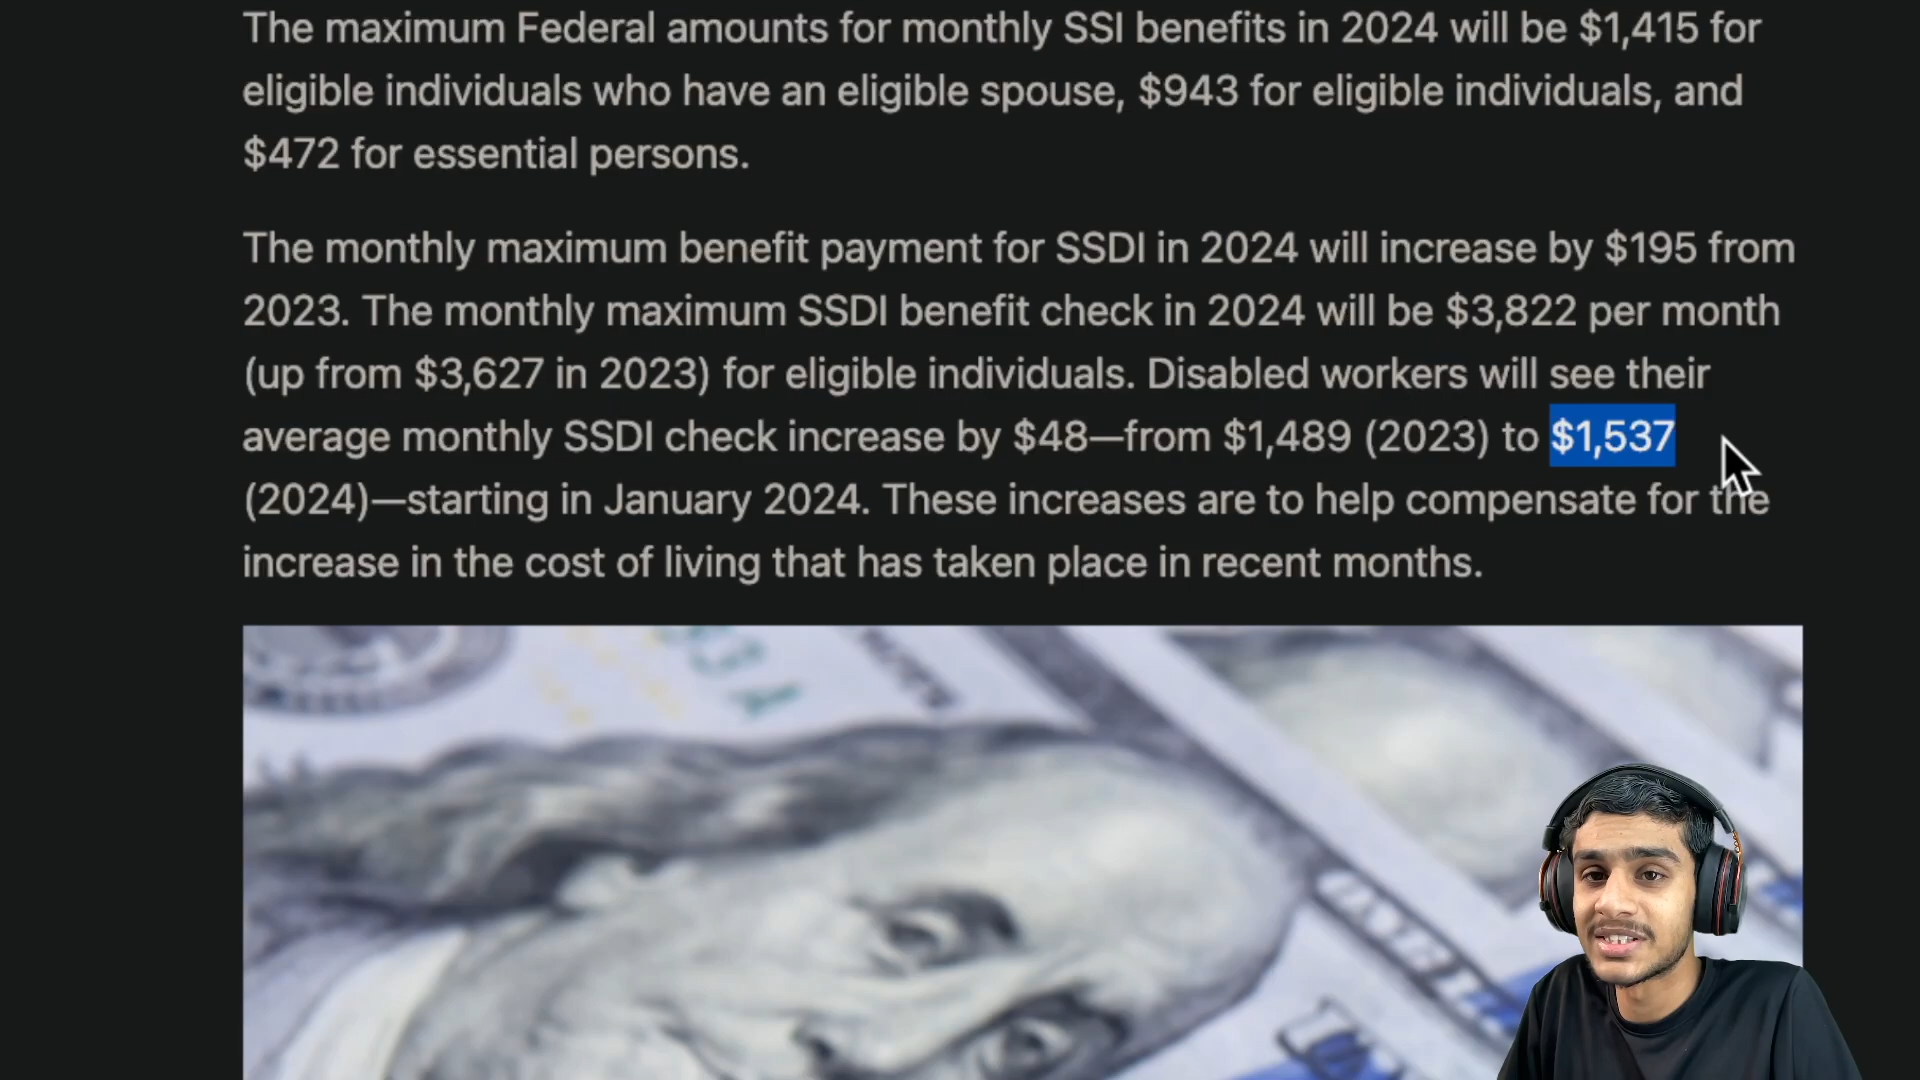 The maximum Federal amounts for monthly SSI benefits in 2024 will be $1,415 for
eligible individuals who have an eligible spouse, $943 for eligible individuals, and
$472 for essential persons.
The monthly maximum benefit payment for SSDI in 2024 will increase by $195 from
2023. The monthly maximum SSDI benefit check in 2024 will be $3,822 per month
(up from $3,627 in 2023) for eligible individuals. Disabled workers will see their
average monthly SSDI check increase by $48—from $1,489 (2023) to $1,537
(2024)—starting in January 2024. These increases are to help compensate for the
increase in the cost of living that has taken place in recent months.